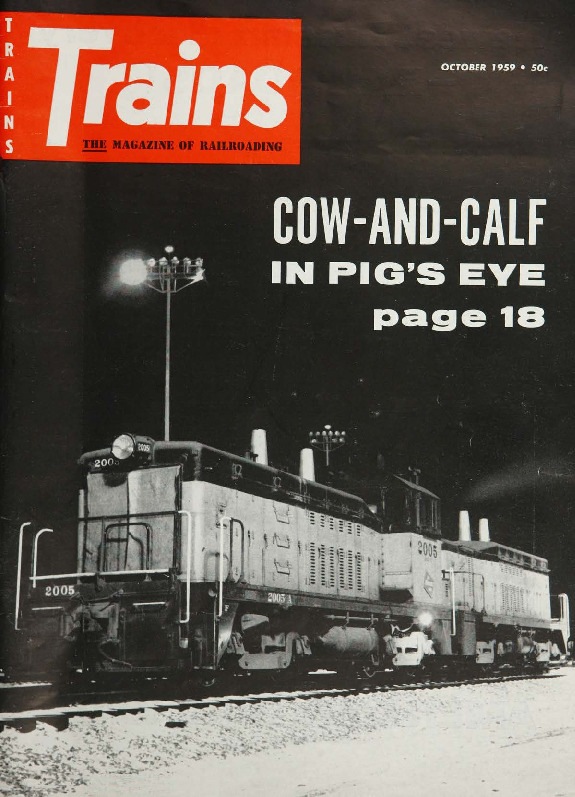 TRAINS
Trains
THE MAGAZINE OF RAILROADING
OCTOBER 1959 • 50c
COW-AND-CALF
IN PIG'S EYE
page 18
2005
2005
2005
2005 A